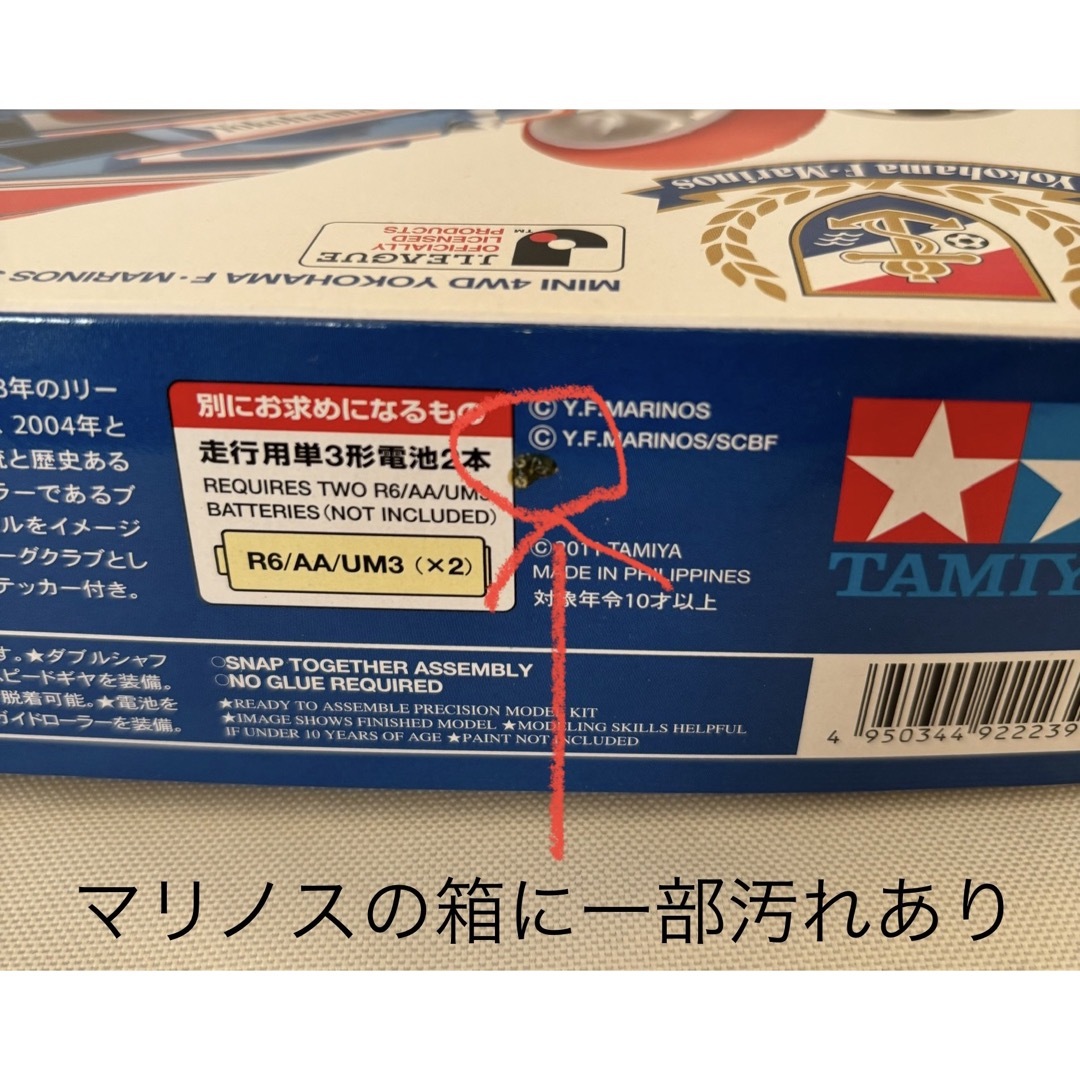 Yokohama F·Marinos
J.LEAGUE
OFFICIALLY
LICENSED
PRODUCTS
TM
MINI 4WD YOKOHAMA F・MARINOS
年のJリー
2004年と
と歴史ある
ラーであるブ
ルをイメージ
ーグクラブとし
テッカー付き。
別にお求めになるもの
走行用単3形電池2本
REQUIRES TWO R6/AA/UM3
BATTERIES (NOT INCLUDED)
R6/AA/UM3 (×2)
© Y.F.MARINOS
© Y.F.MARINOS/SCBF
© 2011 TAMIYA
MADE IN PHILIPPINES
対象年令10才以上
TAMIY
す。★ダブルシャフ
スピードギヤを装備。
脱着可能。★電池を
ガイドローラーを装備。
○SNAP TOGETHER ASSEMBLY
○NO GLUE REQUIRED
★READY TO ASSEMBLE PRECISION MODEL KIT
★IMAGE SHOWS FINISHED MODEL ★MODELING SKILLS HELPFUL
IF UNDER 10 YEARS OF AGE ★PAINT NOT INCLUDED
4 950344 922239
マリノスの箱に一部汚れあり